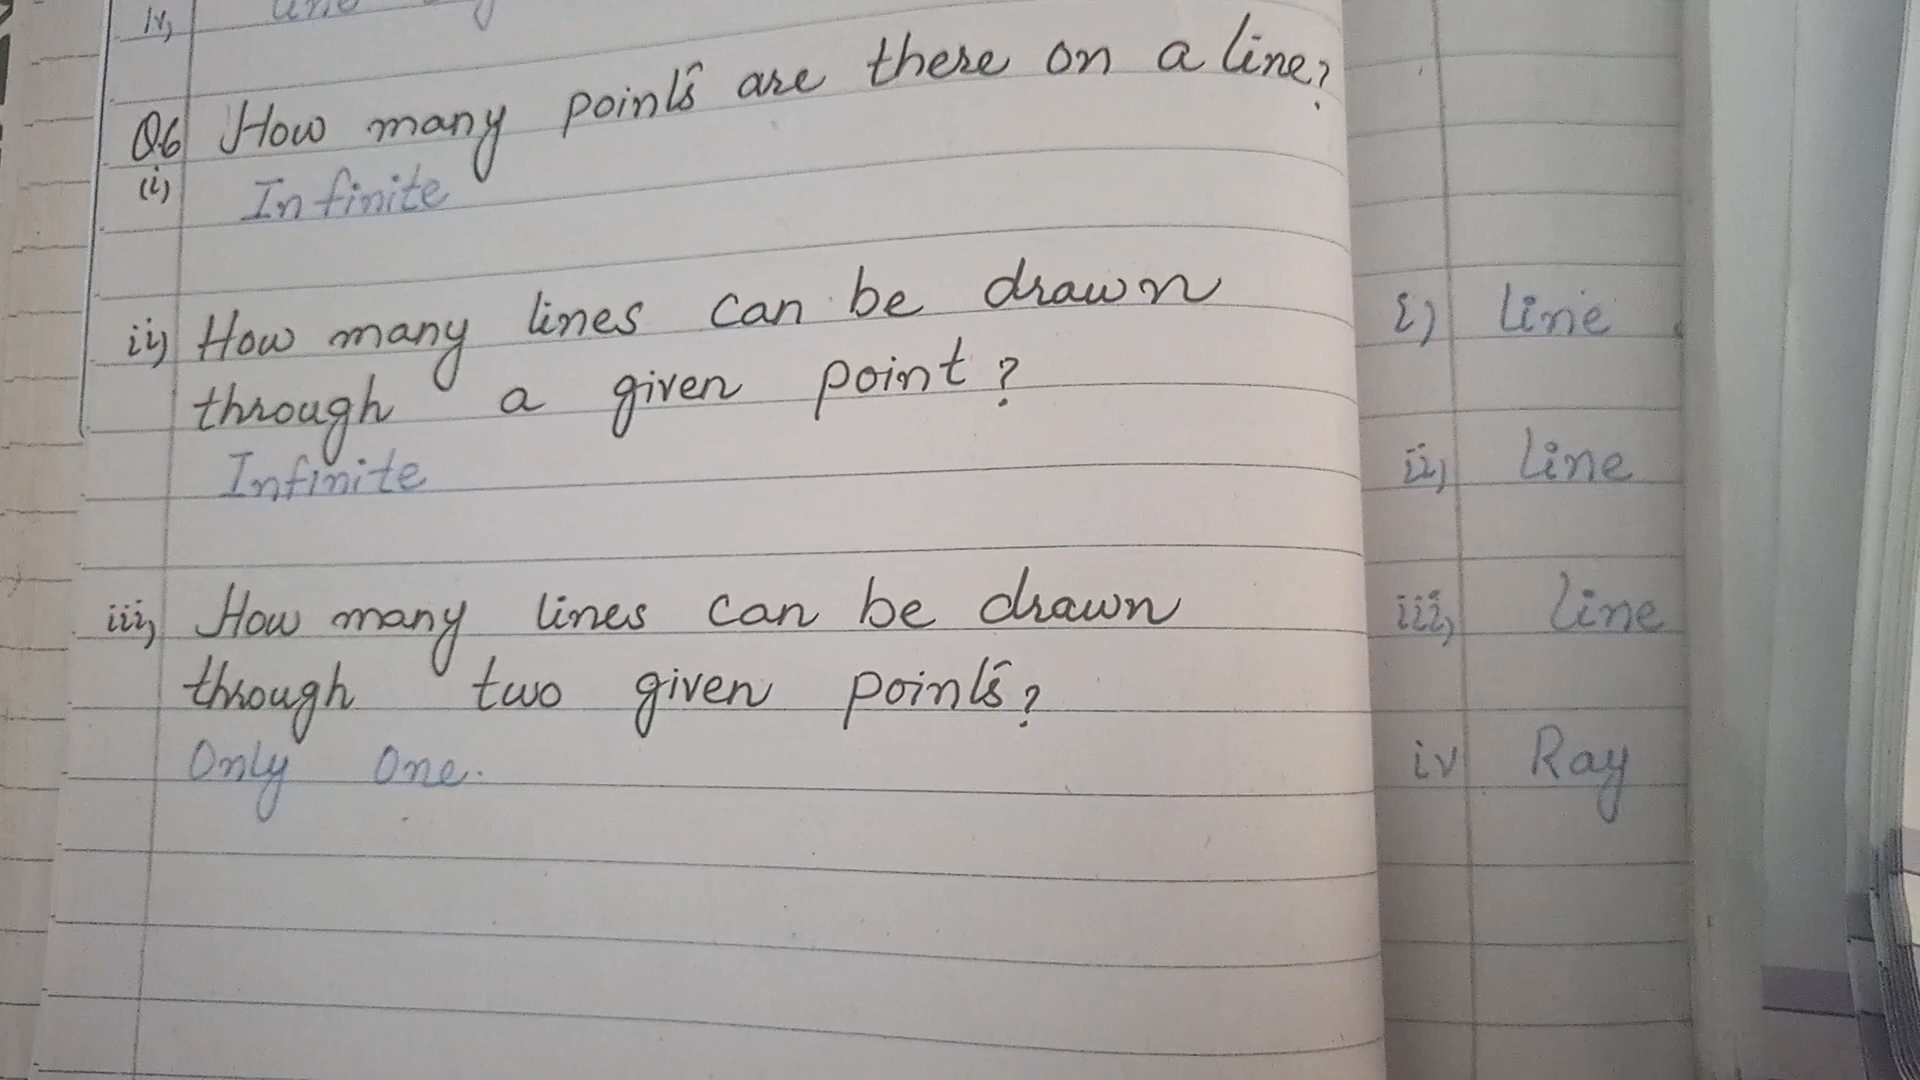 iv)
Q6 How many points are there on a line?
(i) Infinite
ii) How many lines can be drawn
through a given point?
Infinite
iii) How many lines can be drawn
through two given points?
Only One.
i) Line
ii) Line
iii) Line
iv Ray